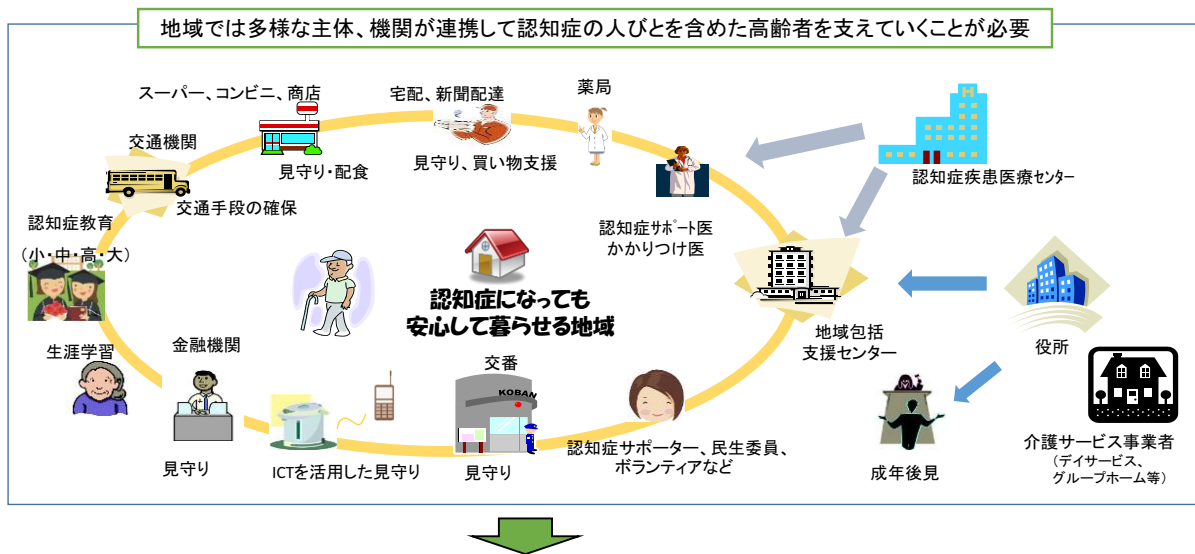 地域では多様な主体、機関が連携して認知症の人びとを含めた高齢者を支えていくことが必要
スーパー、コンビニ、商店
見守り・配食
宅配、新聞配達
見守り、買い物支援
薬局
交通機関
交通手段の確保
認知症サポート医
かかりつけ医
認知症疾患医療センター
認知症教育
(小・中・高・大)
認知症になっても
安心して暮らせる地域
地域包括
支援センター
役所
生涯学習
金融機関
見守り
ICTを活用した見守り
交番
KOBAN
見守り
認知症サポーター、民生委員、
ボランティアなど
成年後見
介護サービス事業者
(デイサービス、
グループホーム等)
H